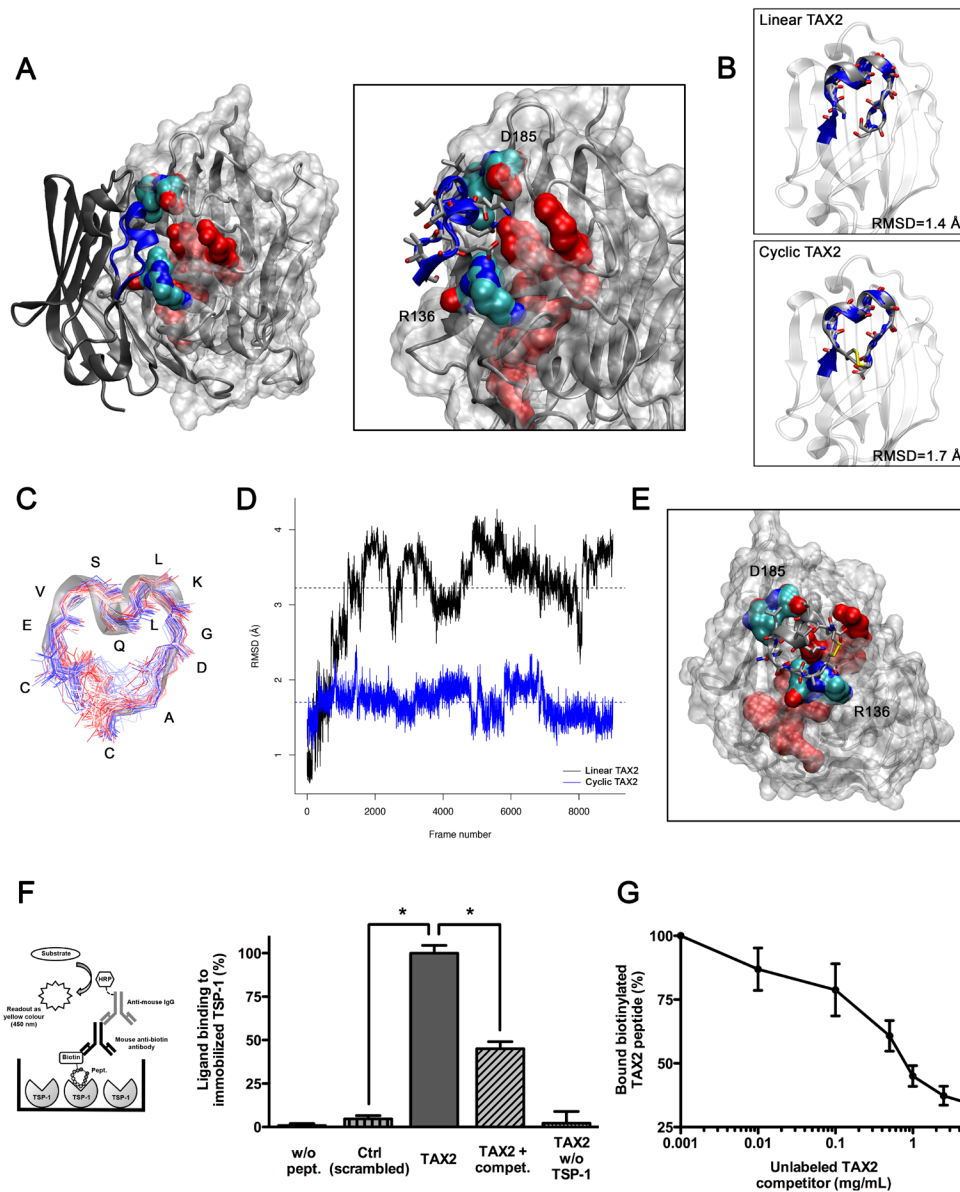 A
D185
R136
B
Linear TAX2
RMSD=1.4 Å
Cyclic TAX2
RMSD=1.7 Å
C
S
L
V
K
E
L
G
Q
D
C
A
C
D
RMSD (Å)
4
3
2
1
0
2000
4000
6000
8000
Frame number
Linear TAX2
Cyclic TAX2
E
D185
R136
F
Substrate
HRP
Anti-mouse IgG
Readout as
yellow colour
(450 nm)
Mouse anti-biotin
antibody
Biotin
Pept.
TSP-1
TSP-1
TSP-1
Ligand binding to
immobilized TSP-1 (%)
100
75
50
25
0
*
*
w/o
pept.
Ctrl
(scrambled)
TAX2
TAX2 +
compet.
TAX2
w/o
TSP-1
G
Bound biotinylated
TAX2 peptide (%)
100
75
50
25
0.001
0.01
0.1
1
Unlabeled TAX2
competitor (mg/mL)